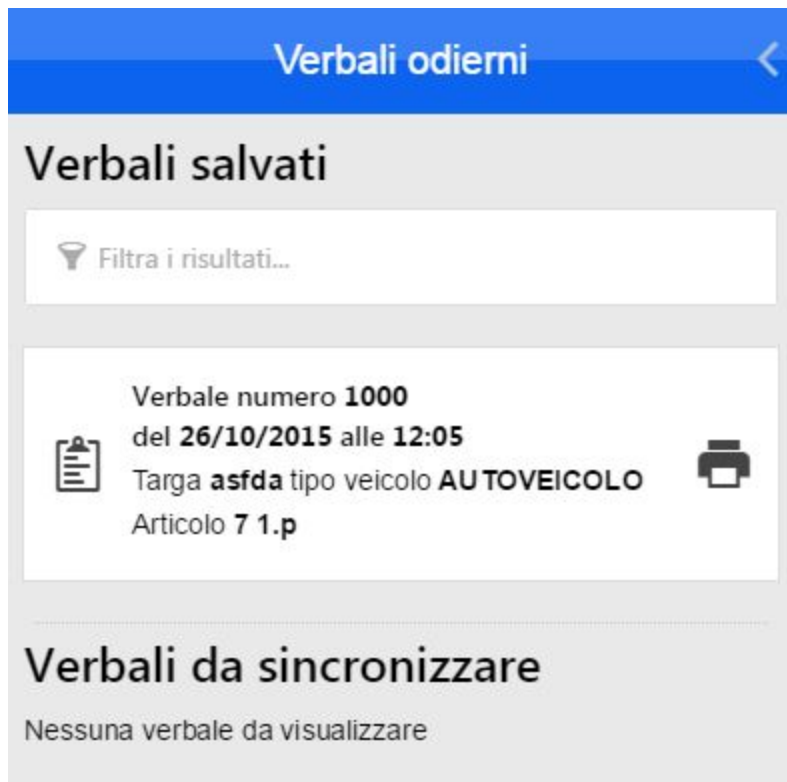 Verbali odierni
Verbali salvati
Filtra i risultati...
Verbale numero 1000
del 26/10/2015 alle 12:05
Targa asfda tipo veicolo AUTOVEICOLO
Articolo 7 1.p
Verbali da sincronizzare
Nessuna verbale da visualizzare